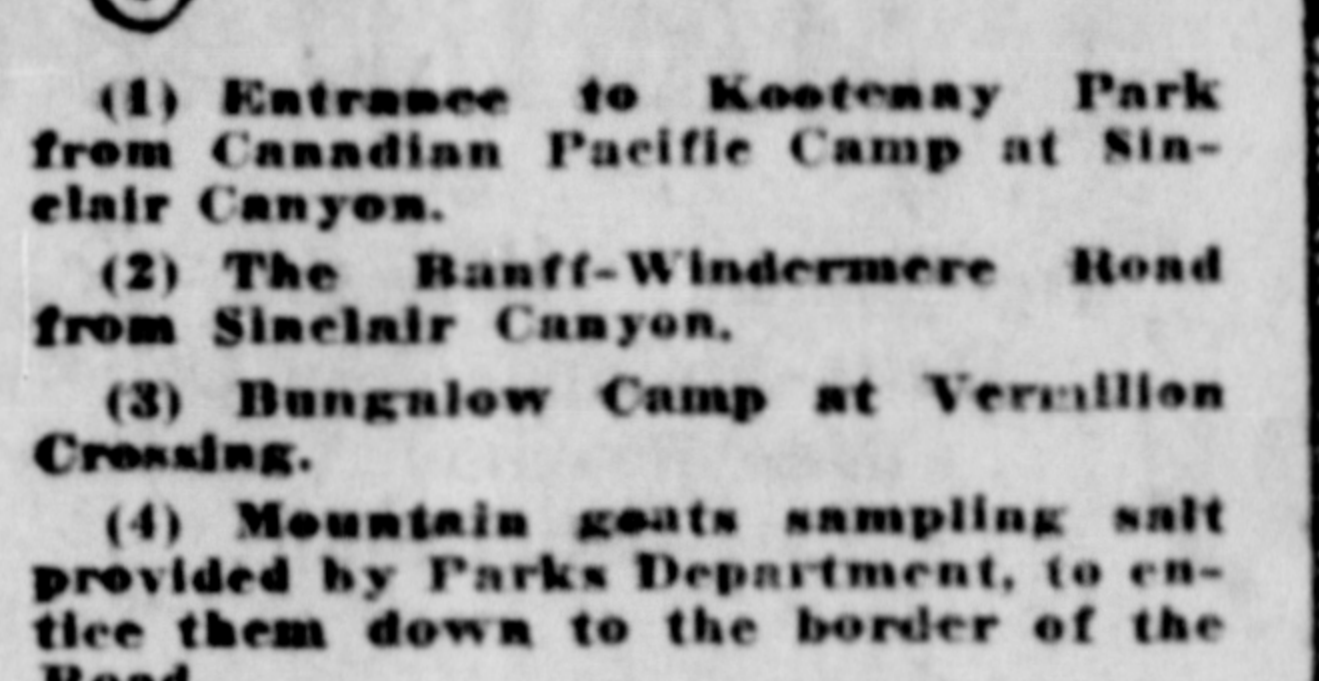 (1) Entrance to Kootenay Park
from Canadian Pacific Camp at Sin-
clair Canyon.
(2) The Banff-Windermere Road
from Sinclair Canyon.
(3) Bungalow Camp at Vermilion
Crossing.
(4) Mountain goats sampling salt
provided by Parks Department, to en-
tice them down to the border of the
Road